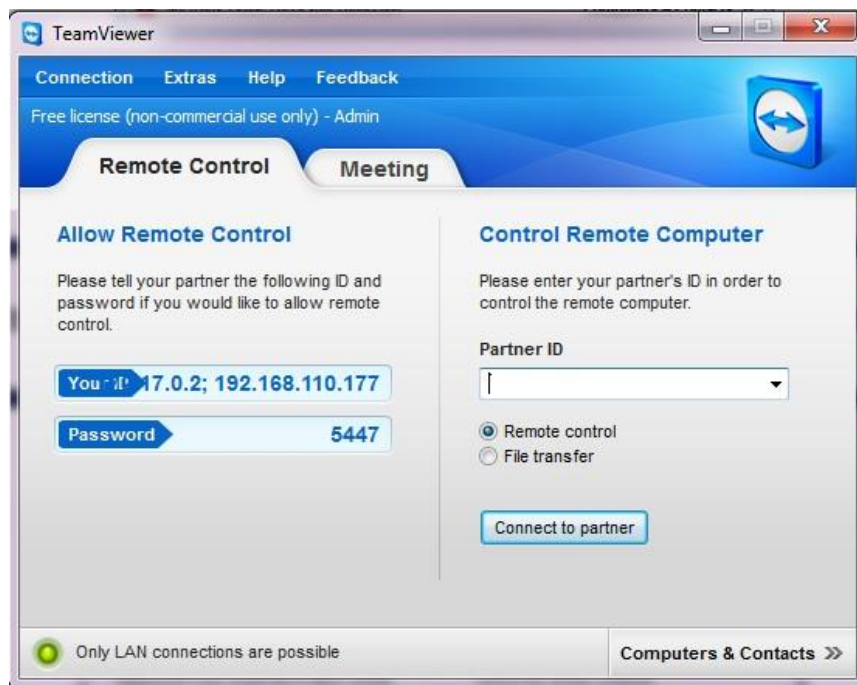 TeamViewer
Connection Extras Help Feedback
Free license (non-commercial use only) - Admin
Remote Control Meeting
Allow Remote Control
Please tell your partner the following ID and
password if you would like to allow remote
control.
Your ID 17.0.2; 192.168.110.177
Password 5447
Control Remote Computer
Please enter your partner's ID in order to
control the remote computer.
Partner ID
Remote control
File transfer
Connect to partner
Only LAN connections are possible
Computers & Contacts